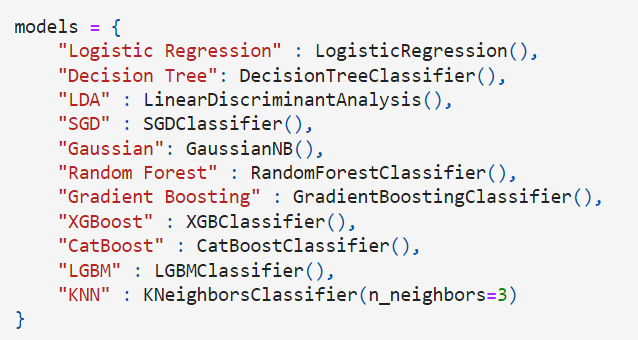 models = {
    "Logistic Regression" : LogisticRegression(),
    "Decision Tree": DecisionTreeClassifier(),
    "LDA" : LinearDiscriminantAnalysis(),
    "SGD" : SGDClassifier(),
    "Gaussian": GaussianNB(),
    "Random Forest" : RandomForestClassifier(),
    "Gradient Boosting" : GradientBoostingClassifier(),
    "XGBoost" : XGBClassifier(),
    "CatBoost" : CatBoostClassifier(),
    "LGBM" : LGBMClassifier(),
    "KNN" : KNeighborsClassifier(n_neighbors=3)
}